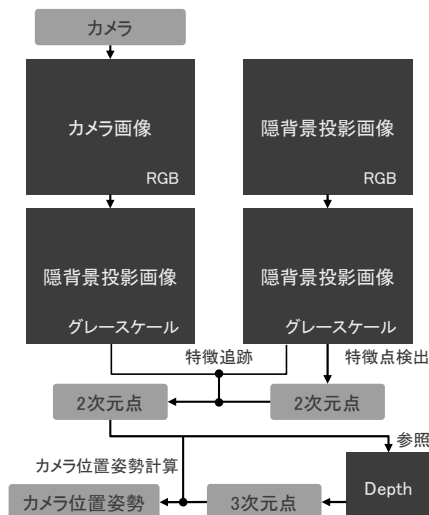 カメラ
カメラ画像
RGB
隠背景投影画像
RGB
隠背景投影画像
グレースケール
隠背景投影画像
グレースケール
特徴追跡
特徴点検出
2次元点
2次元点
参照
カメラ位置姿勢計算
Depth
カメラ位置姿勢
3次元点